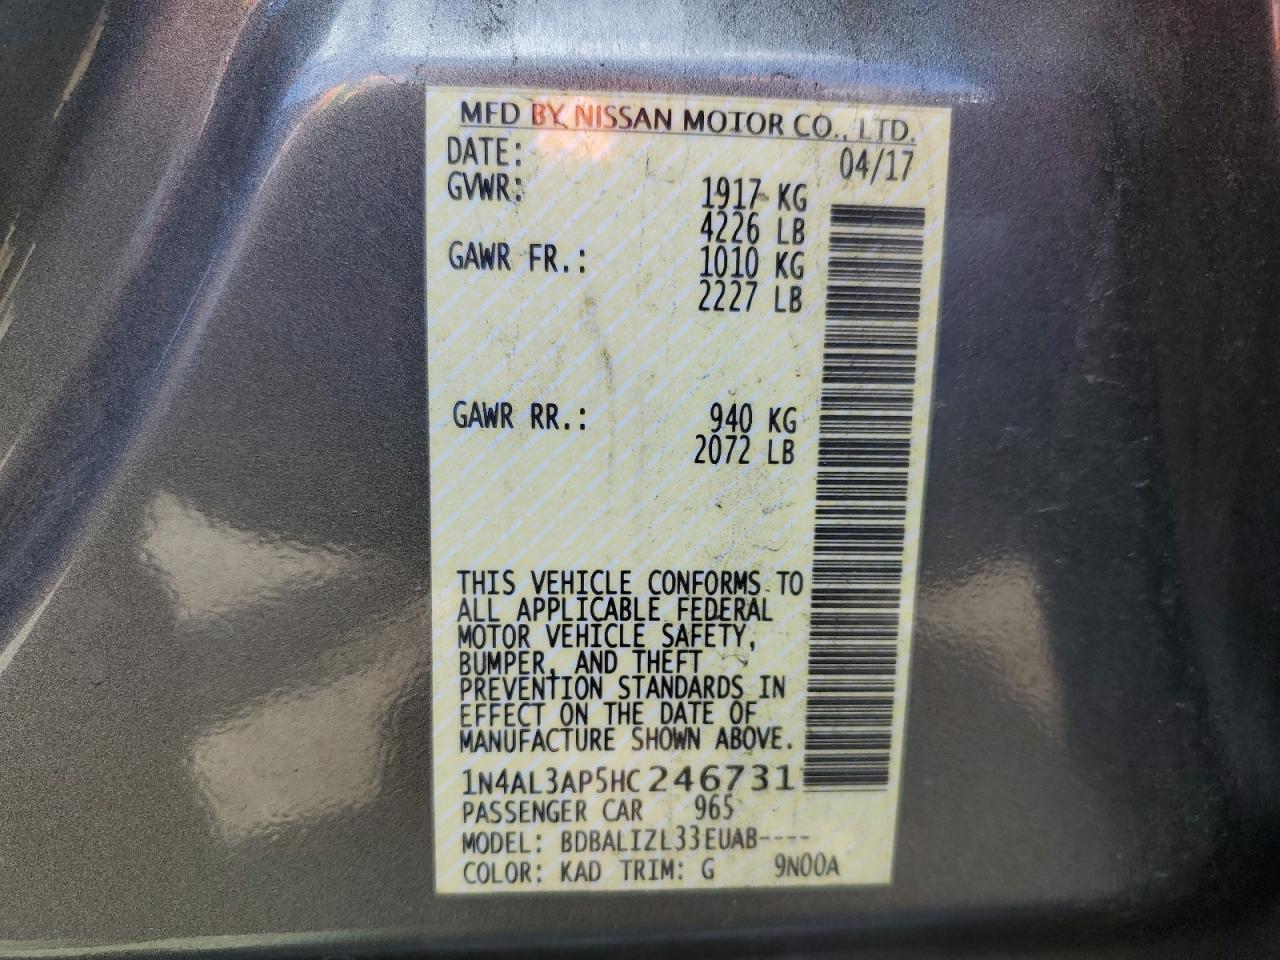 MFD BY NISSAN MOTOR CO., LTD.
DATE: 04/17
GVWR: 1917 KG
4226 LB
GAWR FR.: 1010 KG
2227 LB
GAWR RR.: 940 KG
2072 LB
THIS VEHICLE CONFORMS TO
ALL APPLICABLE FEDERAL
MOTOR VEHICLE SAFETY,
BUMPER, AND THEFT
PREVENTION STANDARDS IN
EFFECT ON THE DATE OF
MANUFACTURE SHOWN ABOVE.
1N4AL3AP5HC246731
PASSENGER CAR 965
MODEL: BDBALIZL33EUAB----
COLOR: KAD TRIM: G 9N00A